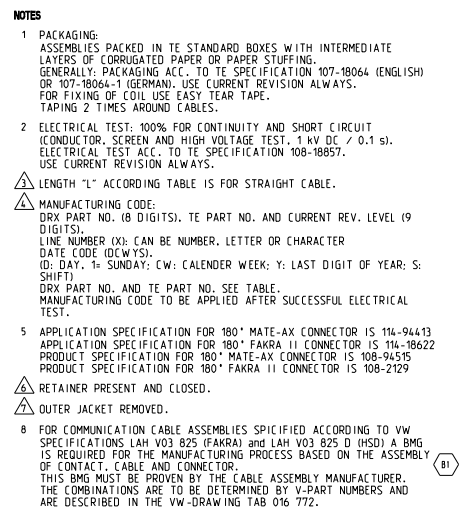 NOTES
1 PACKAGING:
ASSEMBLIES PACKED IN TE STANDARD BOXES WITH INTERMEDIATE
LAYERS OF CORRUGATED PAPER OR PAPER STUFFING.
GENERALLY: PACKAGING ACC. TO TE SPECIFICATION 107-18064 (ENGLISH)
OR 107-18064-1 (GERMAN). USE CURRENT REVISION ALWAYS.
FOR FIXING OF COIL USE EASY TEAR TAPE.
TAPING 2 TIMES AROUND CABLES.
2 ELECTRICAL TEST: 100% FOR CONTINUITY AND SHORT CIRCUIT
(CONDUCTOR, SCREEN AND HIGH VOLTAGE TEST, 1 kV DC / 0.1 s).
ELECTRICAL TEST ACC. TO TE SPECIFICATION 108-18857.
USE CURRENT REVISION ALWAYS.
3 LENGTH "L" ACCORDING TABLE IS FOR STRAIGHT CABLE.
4 MANUFACTURING CODE:
DRX PART NO. (8 DIGITS), TE PART NO. AND CURRENT REV. LEVEL (9
DIGITS),
LINE NUMBER (X): CAN BE NUMBER, LETTER OR CHARACTER
DATE CODE (DCWYS).
(D: DAY, 1= SUNDAY; CW: CALENDER WEEK; Y: LAST DIGIT OF YEAR; S:
SHIFT)
DRX PART NO. AND TE PART NO. SEE TABLE.
MANUFACTURING CODE TO BE APPLIED AFTER SUCCESSFUL ELECTRICAL
TEST.
5 APPLICATION SPECIFICATION FOR 180° MATE-AX CONNECTOR IS 114-94413
APPLICATION SPECIFICATION FOR 180° FAKRA II CONNECTOR IS 114-18622
PRODUCT SPECIFICATION FOR 180° MATE-AX CONNECTOR IS 108-94515
PRODUCT SPECIFICATION FOR 180° FAKRA II CONNECTOR IS 108-2129
6 RETAINER PRESENT AND CLOSED.
7 OUTER JACKET REMOVED.
8 FOR COMMUNICATION CABLE ASSEMBLIES SPICIFIED ACCORDING TO VW
SPECIFICATIONS LAH V03 825 (FAKRA) and LAH V03 825 D (HSD) A BMG
IS REQUIRED FOR THE MANUFACTURING PROCESS BASED ON THE ASSEMBLY
OF CONTACT, CABLE AND CONNECTOR.
B1
THIS BMG MUST BE PROVEN BY THE CABLE ASSEMBLY MANUFACTURER.
THE COMBINATIONS ARE TO BE DETERMINED BY V-PART NUMBERS AND
ARE DESCRIBED IN THE VW-DRAWING TAB 016 772.